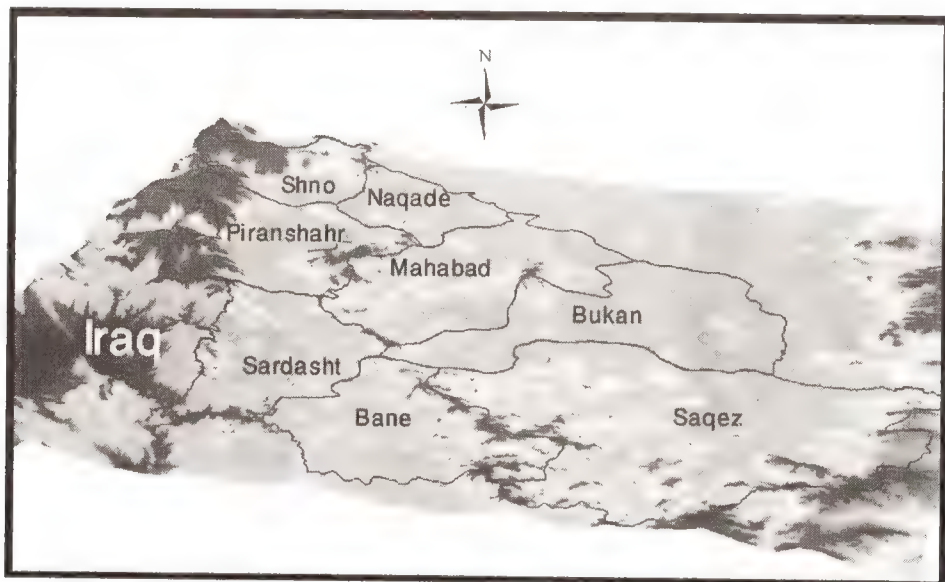 N
Shno
Naqade
Piranshahr
Mahabad
Iraq
Bukan
Sardasht
Bane
Saqez